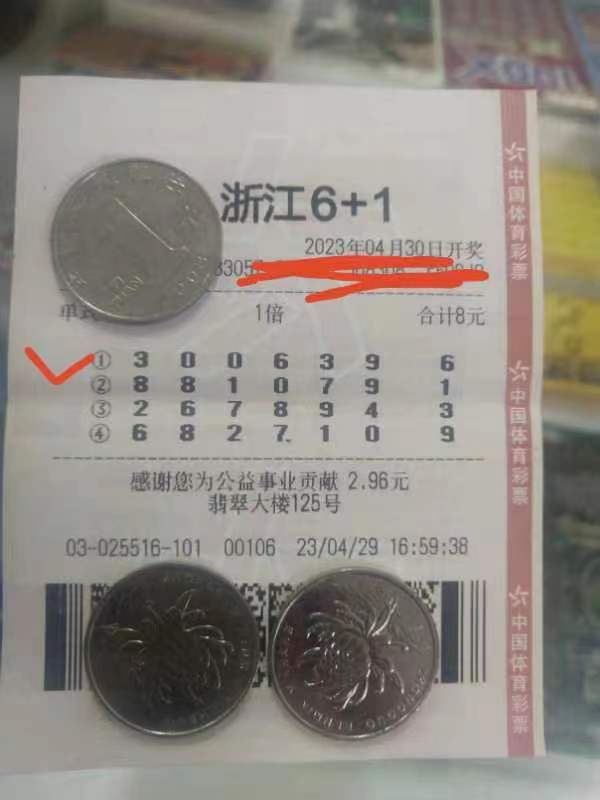 浙江6+1
2023年04月30日开奖
单式 1倍 合计8元
① 3 0 0 6 3 9 6
② 8 8 1 0 7 9 1
③ 2 6 7 8 9 4 3
④ 6 8 2 7 1 0 9
感谢您为公益事业贡献 2.96元
翡翠大楼125号
03-025516-101 00106 23/04/29 16:59:38
中国体育彩票
中国体育彩票
中国体育彩票